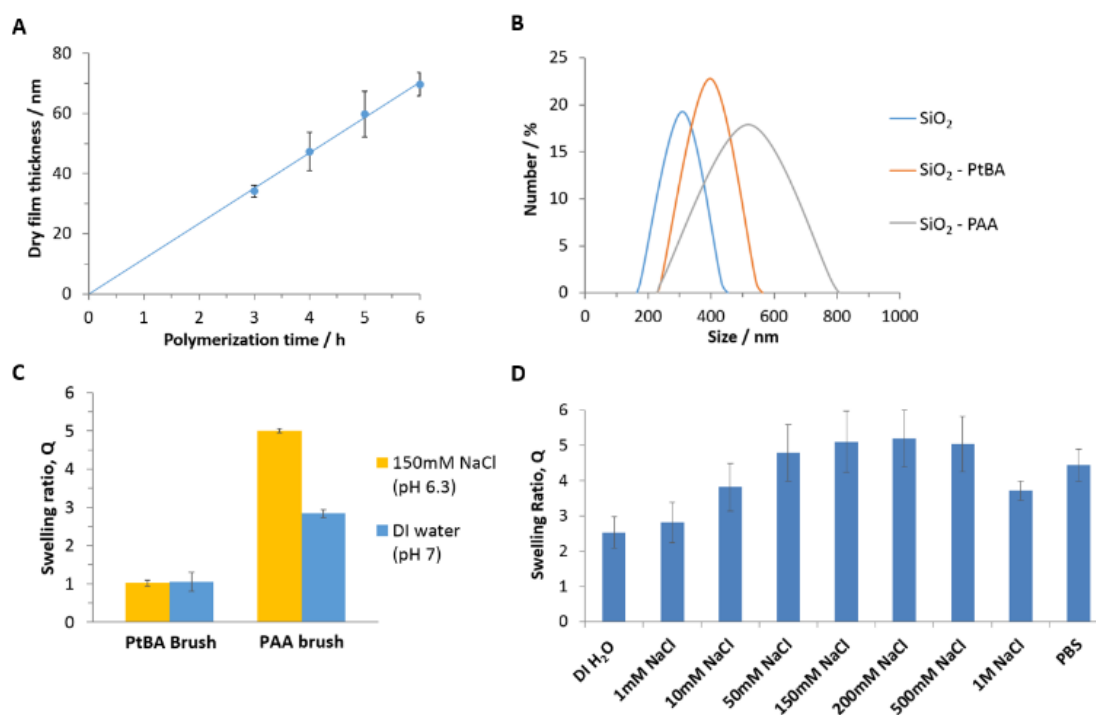 A
Dry film thickness / nm
80
60
40
20
0
0 1 2 3 4 5 6
Polymerization time / h
B
Number / %
25
20
15
10
5
0
0 200 400 600 800 1000
Size / nm
SiO₂
SiO₂ - PtBA
SiO₂ - PAA
C
Swelling ratio, Q
6
5
4
3
2
1
0
PtBA Brush PAA brush
150mM NaCl
(pH 6.3)
DI water
(pH 7)
D
Swelling Ratio, Q
6
5
4
3
2
1
0
DI H₂O
1mM NaCl
10mM NaCl
50mM NaCl
150mM NaCl
200mM NaCl
500mM NaCl
1M NaCl
PBS